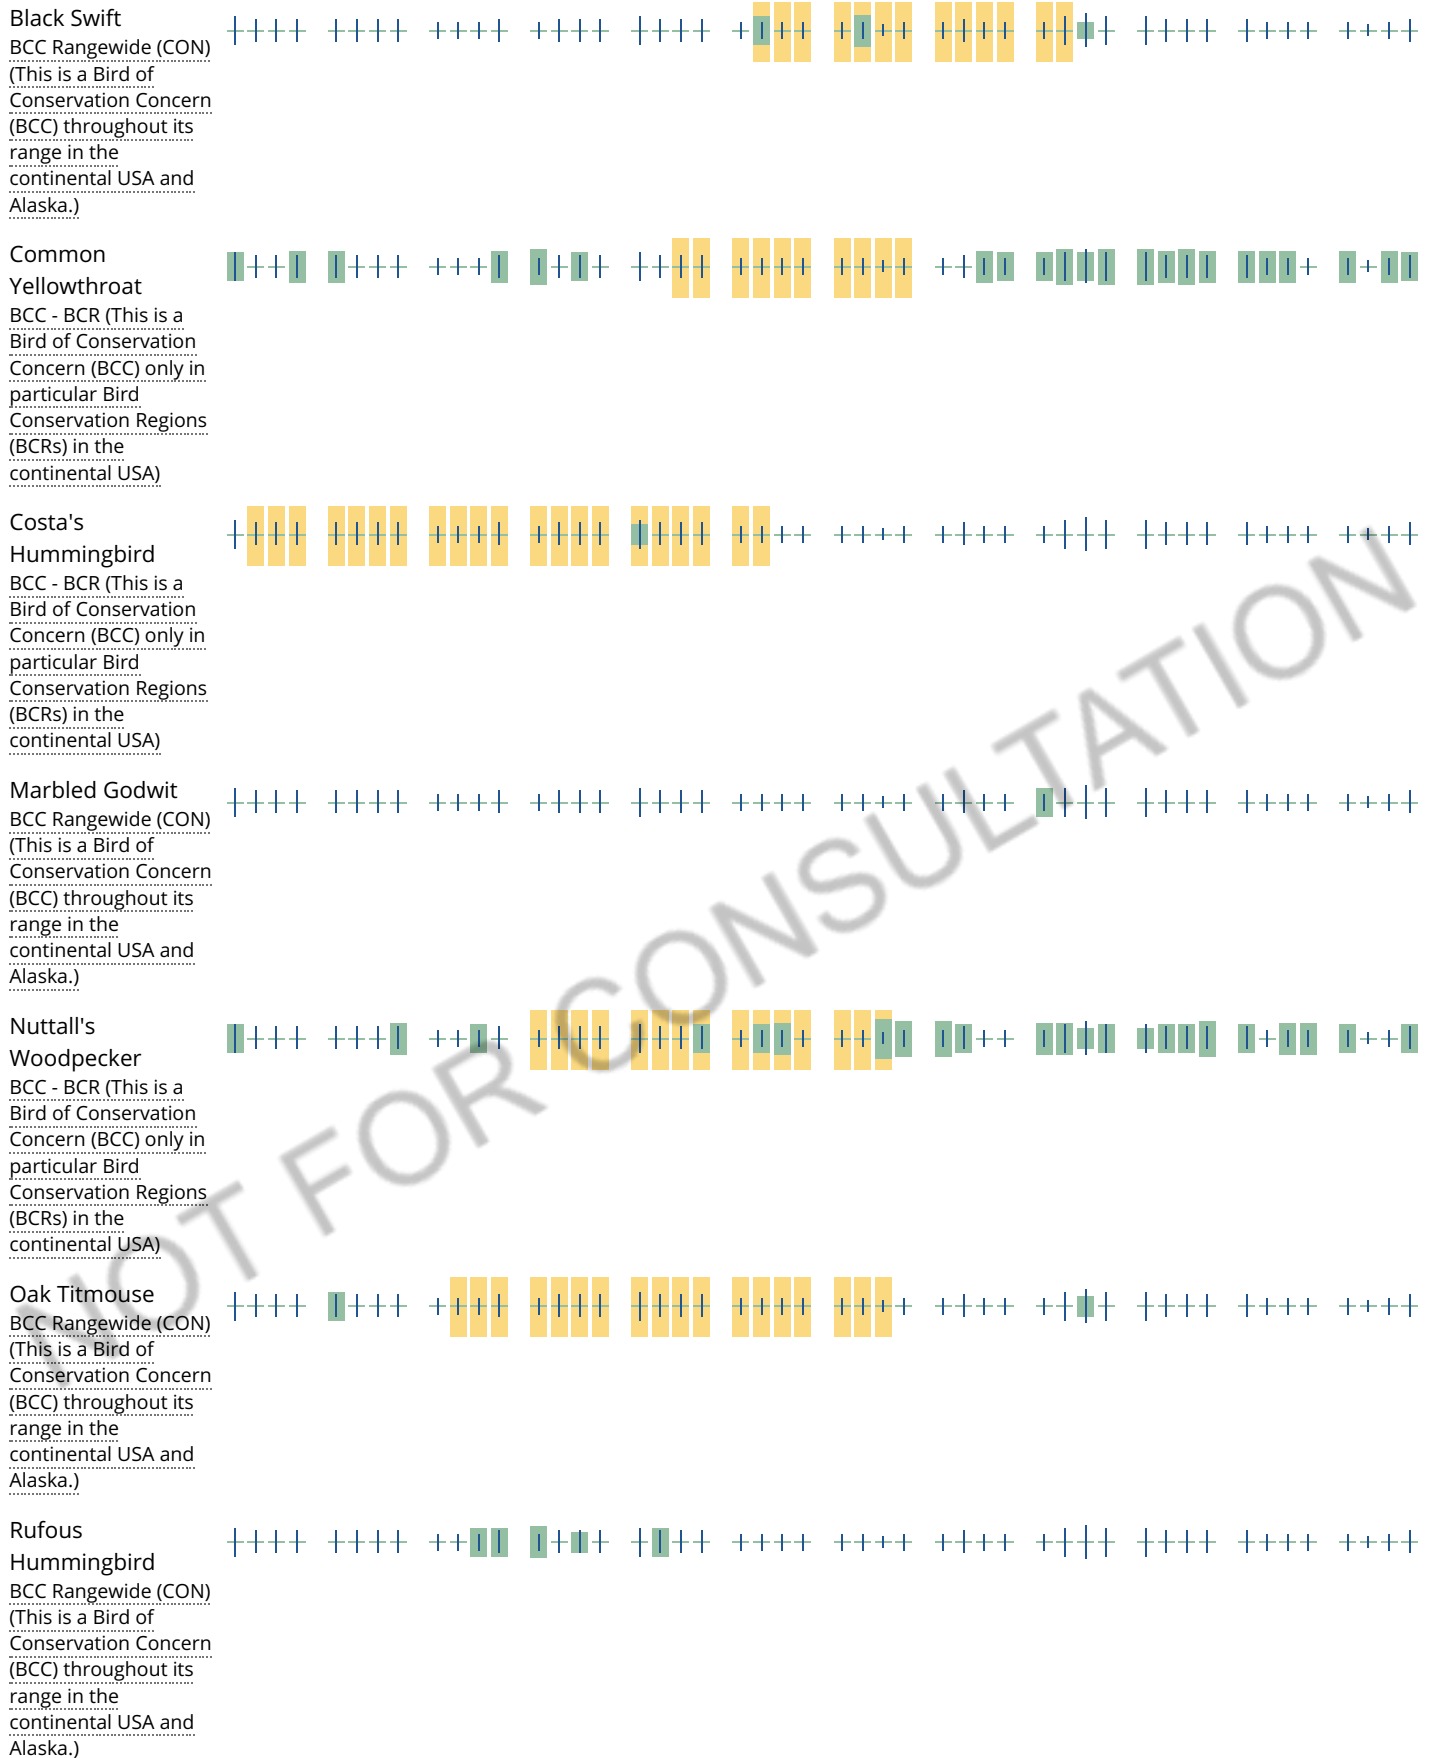 Black Swift
BCC Rangewide (CON)
(This is a Bird of
Conservation Concern
(BCC) throughout its
range in the
continental USA and
Alaska.)
Common
Yellowthroat
BCC - BCR (This is a
Bird of Conservation
Concern (BCC) only in
particular Bird
Conservation Regions
(BCRs) in the
continental USA)
Costa's
Hummingbird
BCC - BCR (This is a
Bird of Conservation
Concern (BCC) only in
particular Bird
Conservation Regions
(BCRs) in the
continental USA)
Marbled Godwit
BCC Rangewide (CON)
(This is a Bird of
Conservation Concern
(BCC) throughout its
range in the
continental USA and
Alaska.)
Nuttall's
Woodpecker
BCC - BCR (This is a
Bird of Conservation
Concern (BCC) only in
particular Bird
Conservation Regions
(BCRs) in the
continental USA)
Oak Titmouse
BCC Rangewide (CON)
(This is a Bird of
Conservation Concern
(BCC) throughout its
range in the
continental USA and
Alaska.)
Rufous
Hummingbird
BCC Rangewide (CON)
(This is a Bird of
Conservation Concern
(BCC) throughout its
range in the
continental USA and
Alaska.)
NOT FOR CONSULTATION